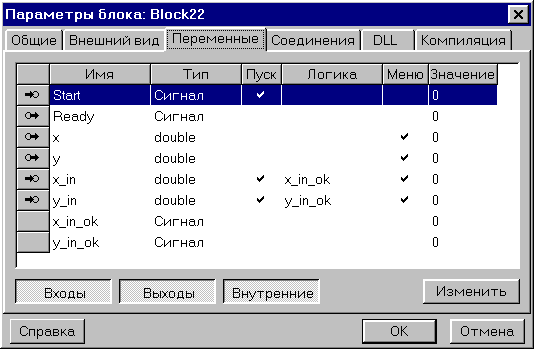 Параметры блока: Block22
Общие Внешний вид Переменные Соединения DLL Компиляция
Имя Тип Пуск Логика Меню Значение
Start Сигнал 0
Ready Сигнал 0
x double 0
y double 0
x_in double x_in_ok 0
y_in double y_in_ok 0
x_in_ok Сигнал 0
y_in_ok Сигнал 0
Входы Выходы Внутренние Изменить
Справка OK Отмена